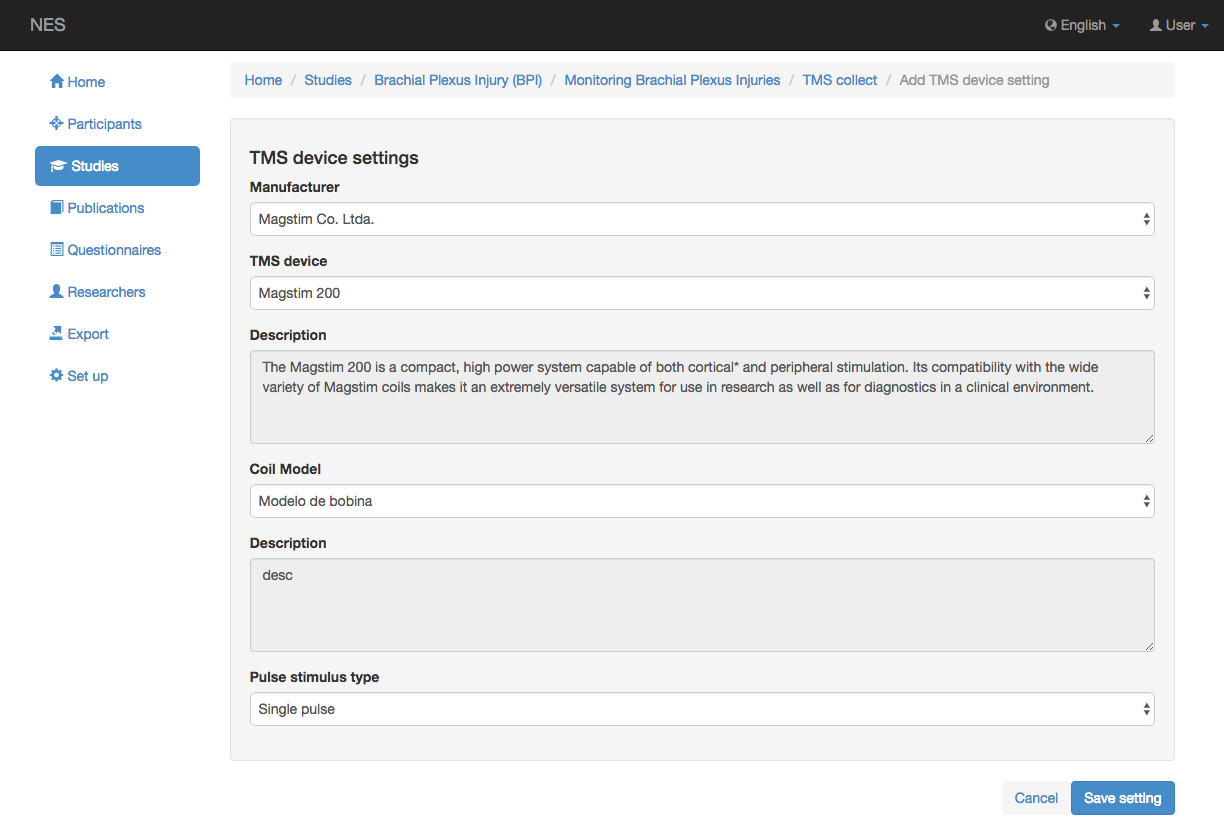 NES
English
User
Home
Participants
Studies
Publications
Questionnaires
Researchers
Export
Set up
Home / Studies / Brachial Plexus Injury (BPI) / Monitoring Brachial Plexus Injuries / TMS collect / Add TMS device setting
TMS device settings
Manufacturer
Magstim Co. Ltda.
TMS device
Magstim 200
Description
The Magstim 200 is a compact, high power system capable of both cortical* and peripheral stimulation. Its compatibility with the wide
variety of Magstim coils makes it an extremely versatile system for use in research as well as for diagnostics in a clinical environment.
Coil Model
Modelo de bobina
Description
desc
Pulse stimulus type
Single pulse
Cancel
Save setting